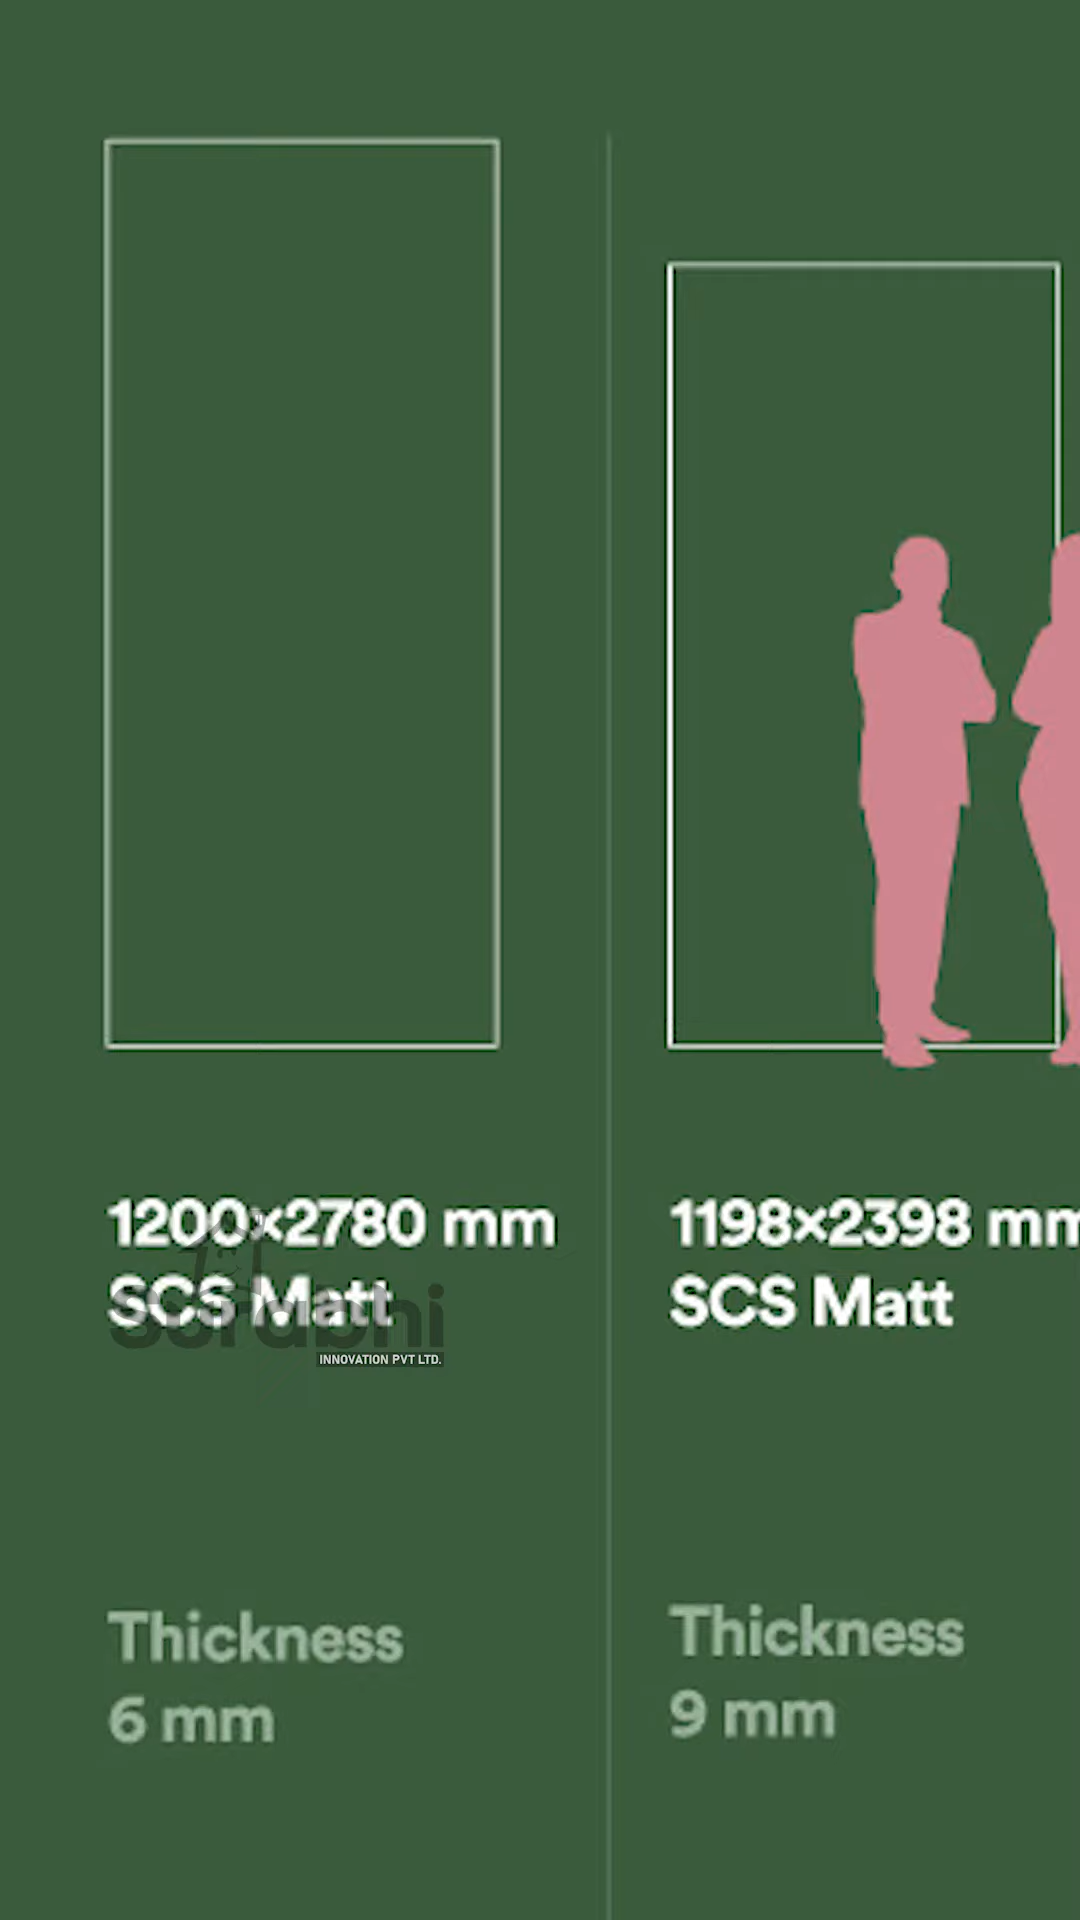 1200×2780 mm
SCS Matt
INNOVATION PVT LTD.
Thickness
6 mm
1198×2398 mm
SCS Matt
Thickness
9 mm